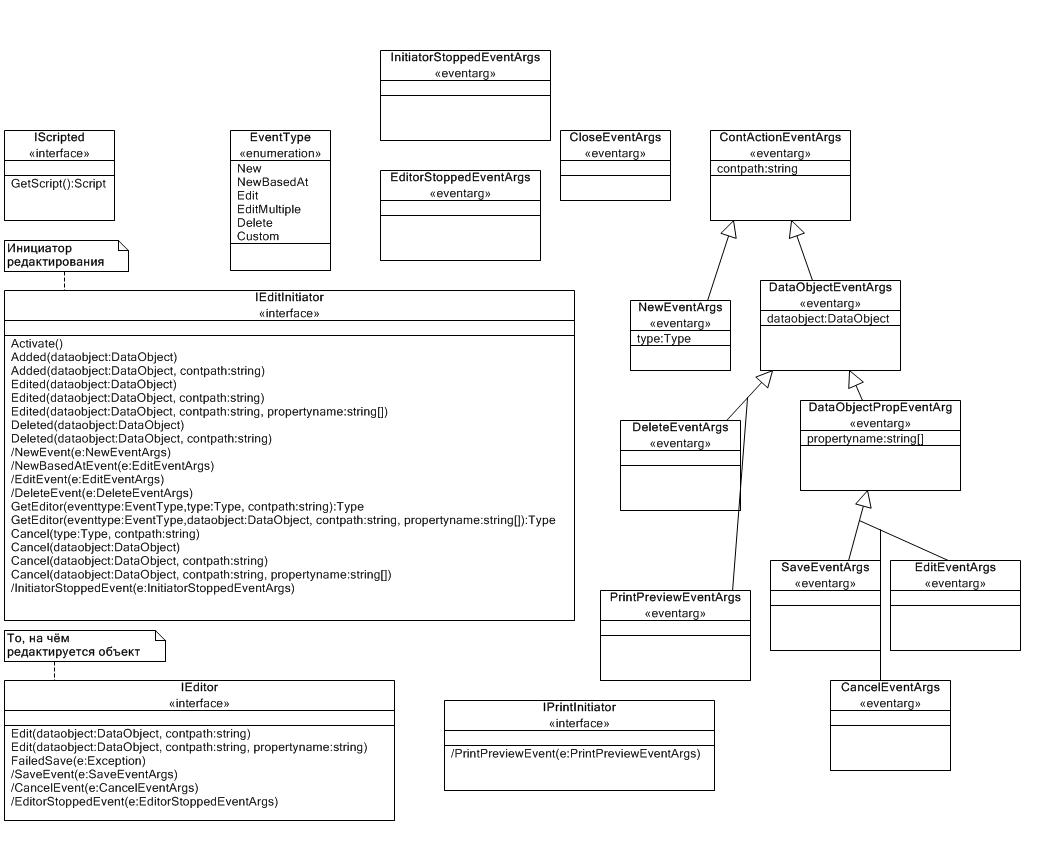 InitiatorStoppedEventArgs
«eventarg»
IScripted
«interface»
GetScript():Script
EventType
«enumeration»
New
NewBasedAt
Edit
EditMultiple
Delete
Custom
EditorStoppedEventArgs
«eventarg»
CloseEventArgs
«eventarg»
ContActionEventArgs
«eventarg»
contpath:string
Инициатор
редактирования
IEditInitiator
«interface»
Activate()
Added(dataobject:DataObject)
Added(dataobject:DataObject, contpath:string)
Edited(dataobject:DataObject)
Edited(dataobject:DataObject, contpath:string)
Edited(dataobject:DataObject, contpath:string, propertyname:string[])
Deleted(dataobject:DataObject)
Deleted(dataobject:DataObject, contpath:string)
/NewEvent(e:NewEventArgs)
/NewBasedAtEvent(e:EditEventArgs)
/EditEvent(e:EditEventArgs)
/DeleteEvent(e:DeleteEventArgs)
GetEditor(eventtype:EventType,type:Type, contpath:string):Type
GetEditor(eventtype:EventType,dataobject:DataObject, contpath:string, propertyname:string[]):Type
Cancel(type:Type, contpath:string)
Cancel(dataobject:DataObject)
Cancel(dataobject:DataObject, contpath:string)
Cancel(dataobject:DataObject, contpath:string, propertyname:string[])
/InitiatorStoppedEvent(e:InitiatorStoppedEventArgs)
NewEventArgs
«eventarg»
type:Type
DataObjectEventArgs
«eventarg»
dataobject:DataObject
DeleteEventArgs
«eventarg»
DataObjectPropEventArg
«eventarg»
propertyname:string[]
SaveEventArgs
«eventarg»
EditEventArgs
«eventarg»
PrintPreviewEventArgs
«eventarg»
CancelEventArgs
«eventarg»
То, на чём
редактируется объект
IEditor
«interface»
Edit(dataobject:DataObject, contpath:string)
Edit(dataobject:DataObject, contpath:string, propertyname:string)
FailedSave(e:Exception)
/SaveEvent(e:SaveEventArgs)
/CancelEvent(e:CancelEventArgs)
/EditorStoppedEvent(e:EditorStoppedEventArgs)
IPrintInitiator
«interface»
/PrintPreviewEvent(e:PrintPreviewEventArgs)